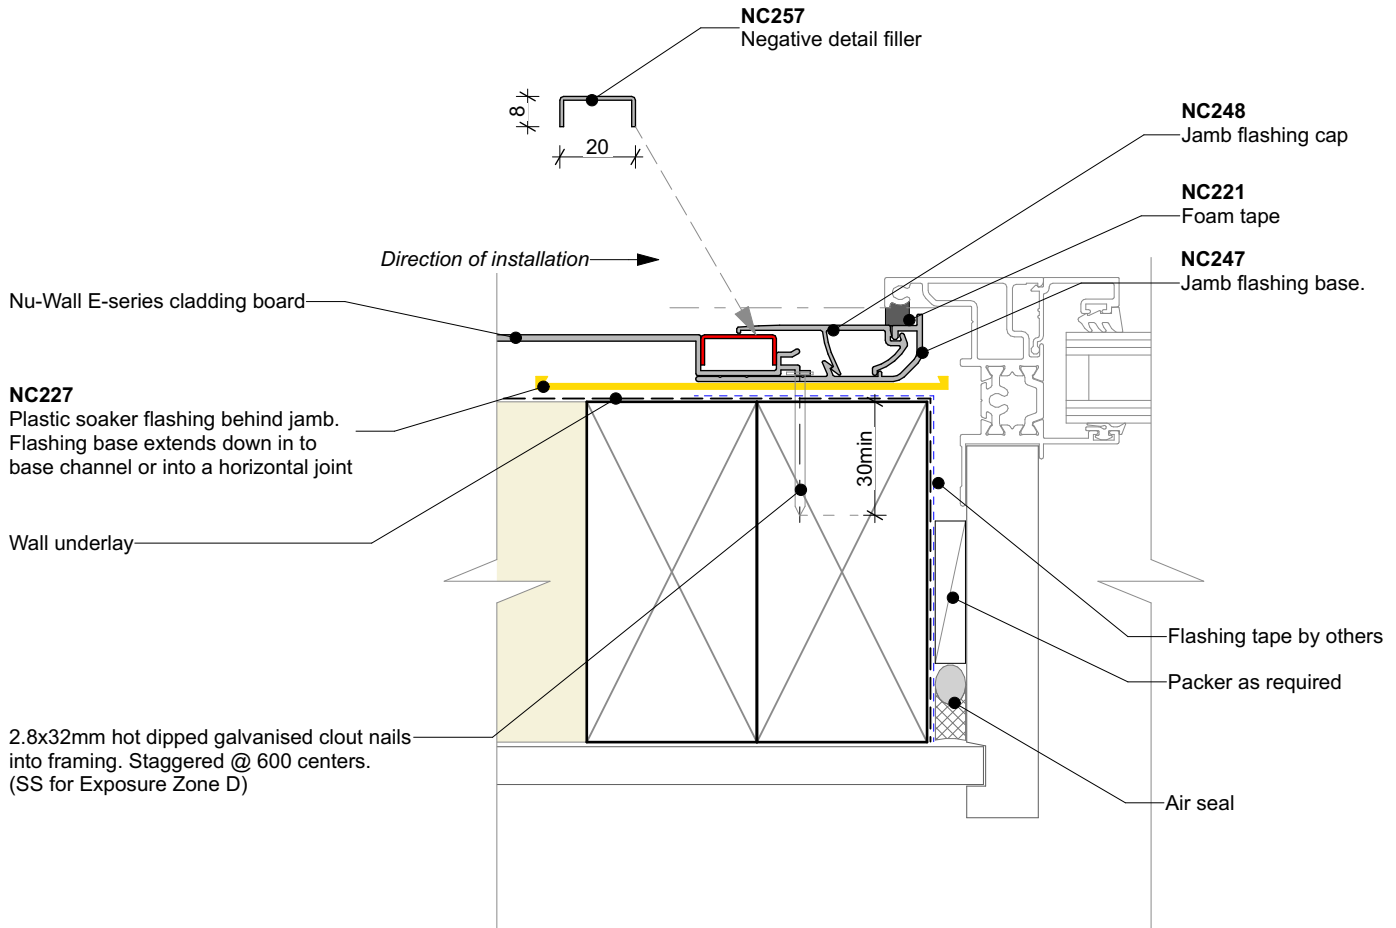 NC257
Negative detail filler
8
20
NC248
Jamb flashing cap
NC221
Foam tape
NC247
Jamb flashing base.
Direction of installation
Nu-Wall E-series cladding board
NC227
Plastic soaker flashing behind jamb.
Flashing base extends down in to
base channel or into a horizontal joint
30min
Wall underlay
Flashing tape by others
Packer as required
2.8x32mm hot dipped galvanised clout nails
into framing. Staggered @ 600 centers.
(SS for Exposure Zone D)
Air seal